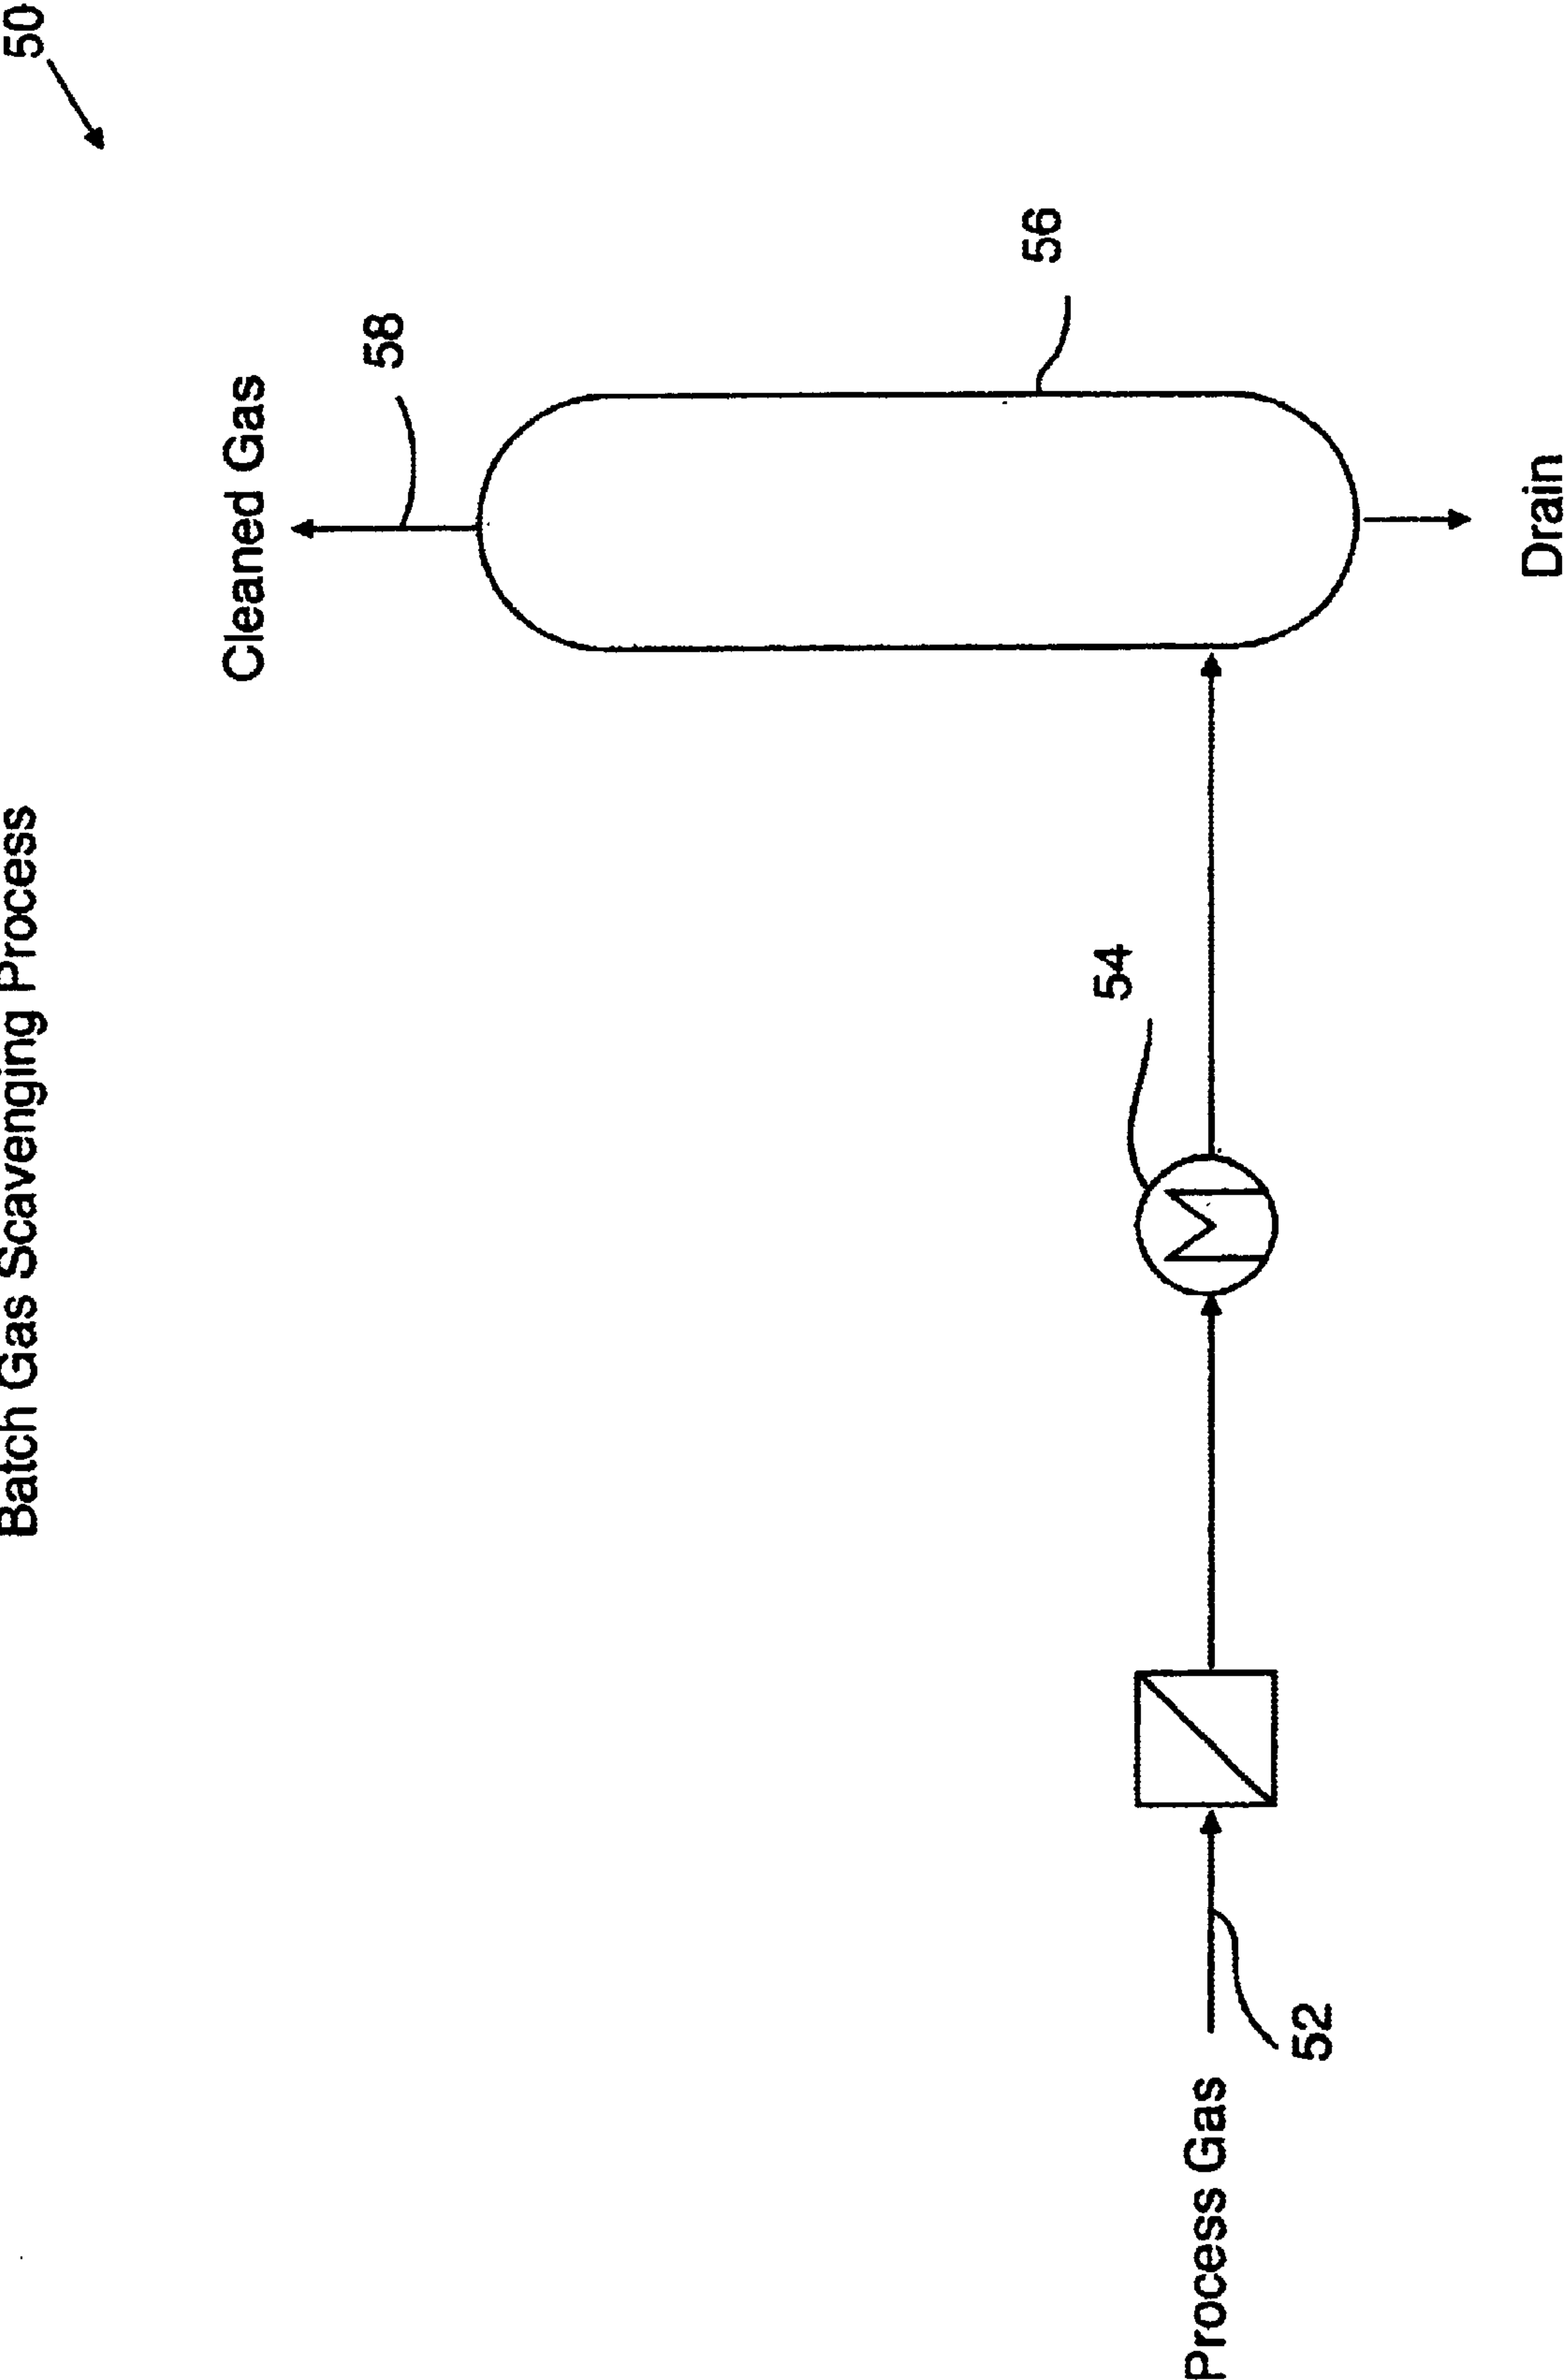 Batch Gas Scavenging Process
50
Cleaned Gas
58
56
54
Process Gas
52
Drain